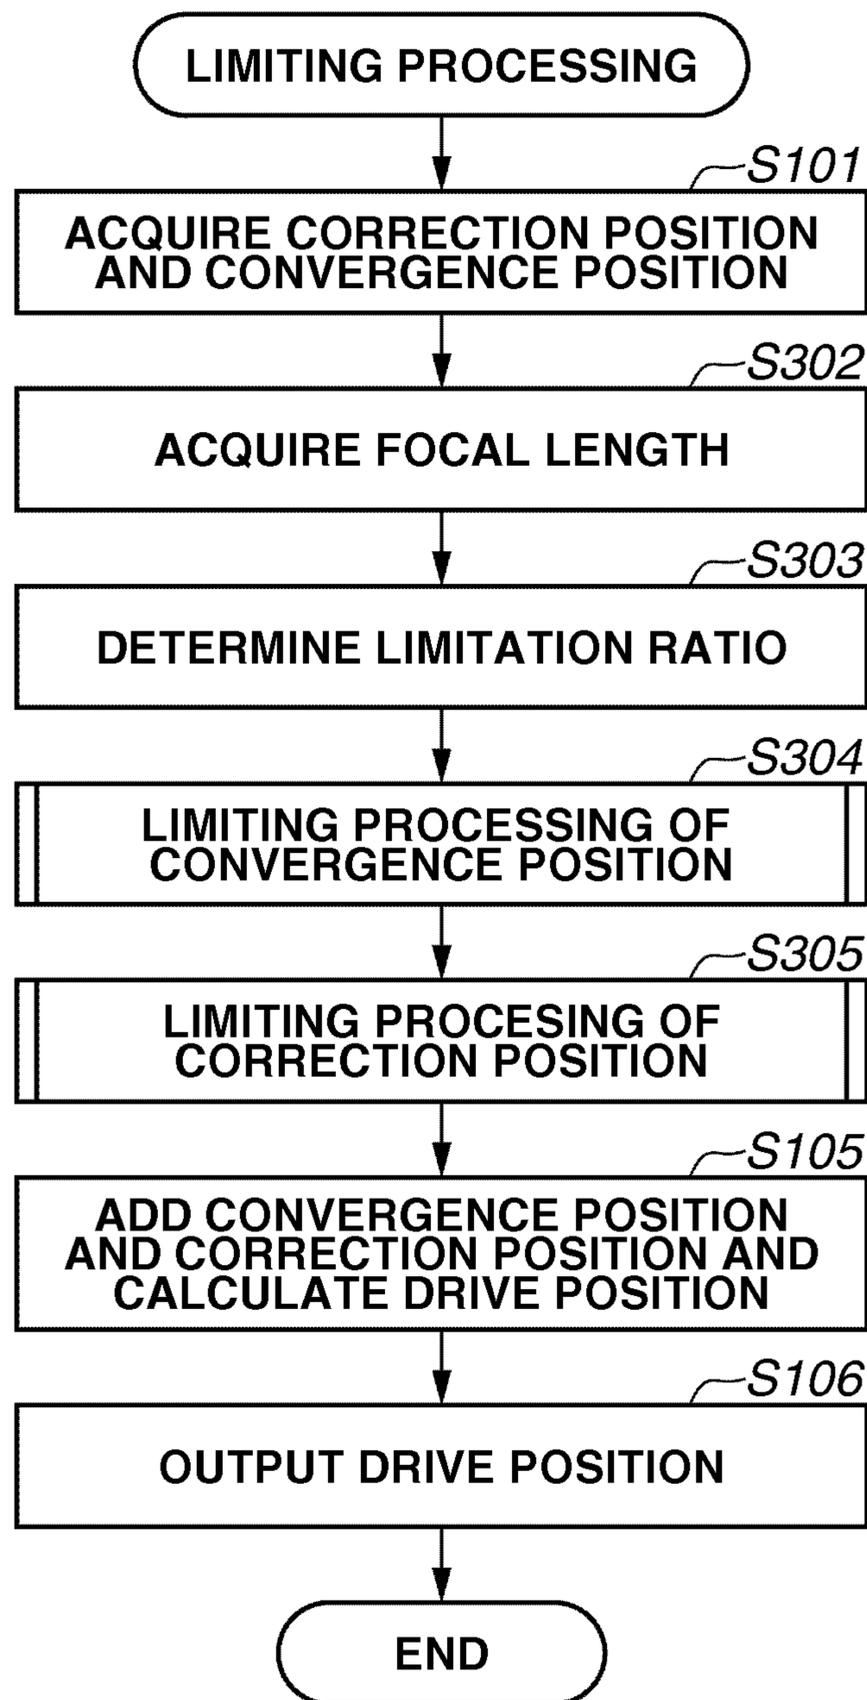 LIMITING PROCESSING
S101
ACQUIRE CORRECTION POSITION
AND CONVERGENCE POSITION
S302
ACQUIRE FOCAL LENGTH
S303
DETERMINE LIMITATION RATIO
S304
LIMITING PROCESSING OF
CONVERGENCE POSITION
S305
LIMITING PROCESING OF
CORRECTION POSITION
S105
ADD CONVERGENCE POSITION
AND CORRECTION POSITION AND
CALCULATE DRIVE POSITION
S106
OUTPUT DRIVE POSITION
END